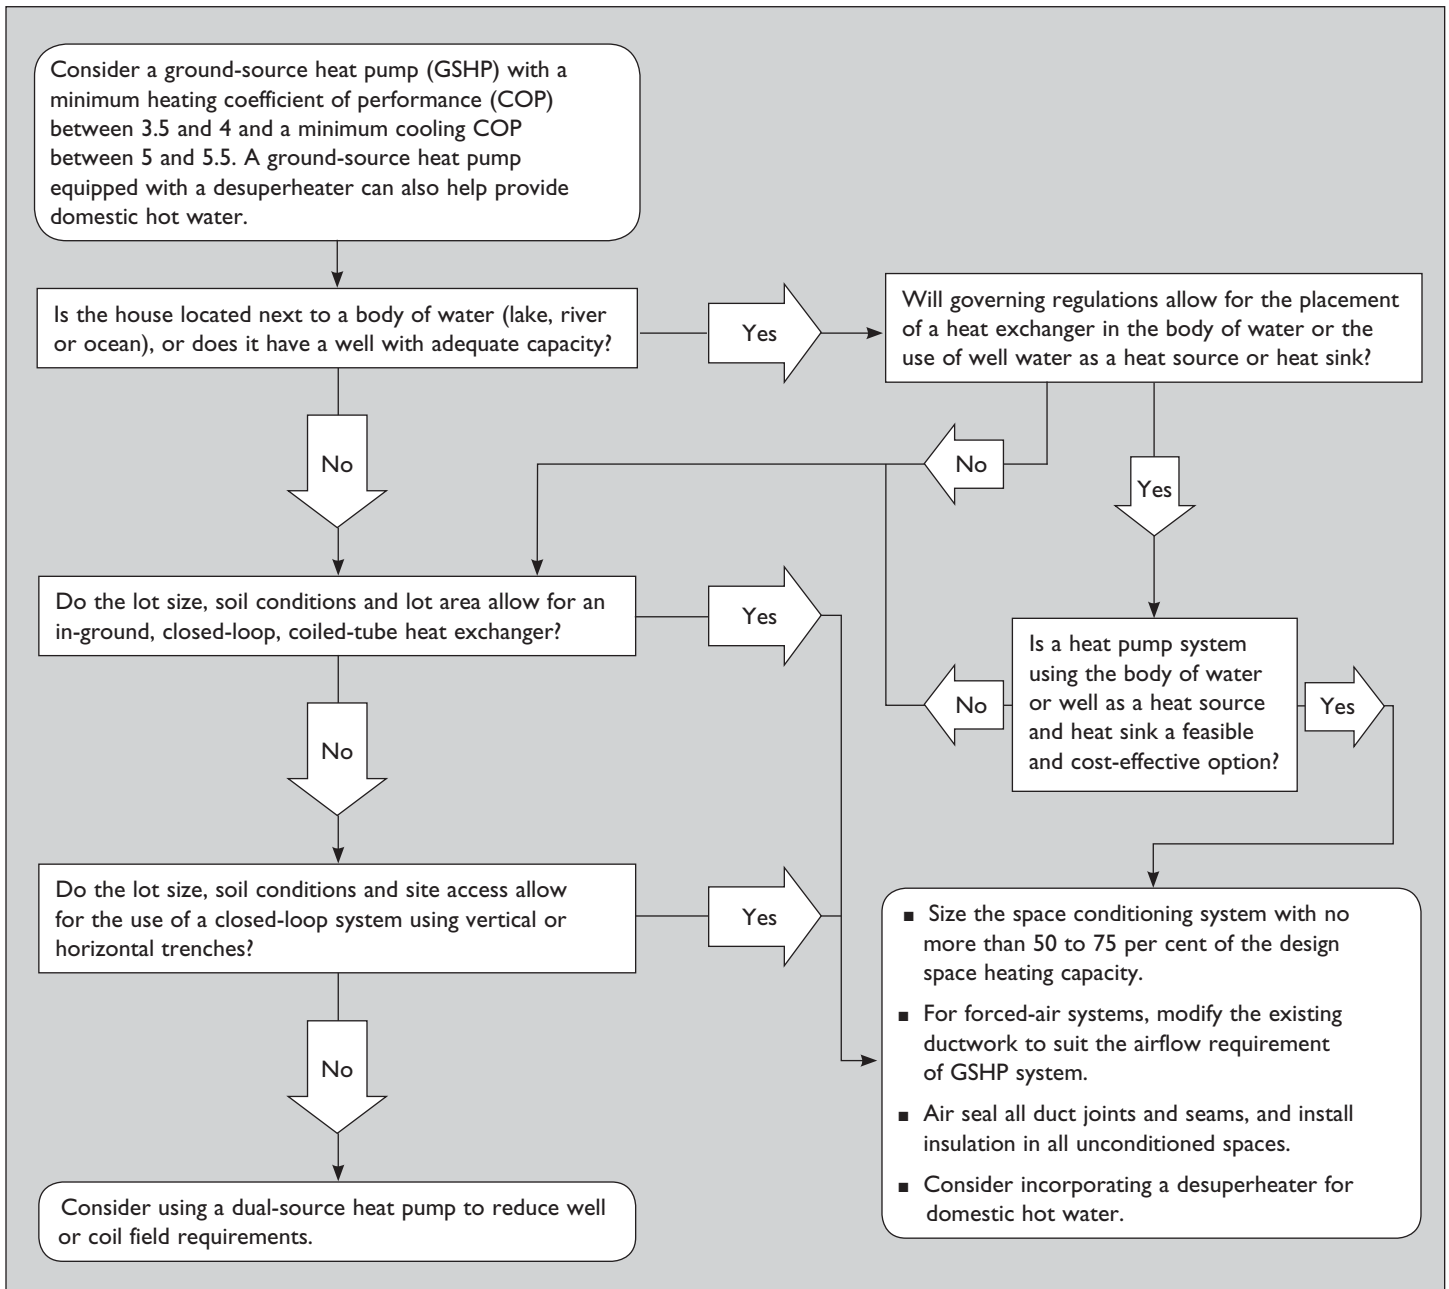 Consider a ground-source heat pump (GSHP) with a
minimum heating coefficient of performance (COP)
between 3.5 and 4 and a minimum cooling COP
between 5 and 5.5. A ground-source heat pump
equipped with a desuperheater can also help provide
domestic hot water.
Is the house located next to a body of water (lake, river
or ocean), or does it have a well with adequate capacity?
Yes
Will governing regulations allow for the placement
of a heat exchanger in the body of water or the
use of well water as a heat source or heat sink?
No
No
Yes
Do the lot size, soil conditions and lot area allow for an
in-ground, closed-loop, coiled-tube heat exchanger?
Yes
Is a heat pump system
using the body of water
or well as a heat source
and heat sink a feasible
and cost-effective option?
No
Yes
No
Do the lot size, soil conditions and site access allow
for the use of a closed-loop system using vertical or
horizontal trenches?
Yes
■ Size the space conditioning system with no
more than 50 to 75 per cent of the design
space heating capacity.
■ For forced-air systems, modify the existing
ductwork to suit the airflow requirement
of GSHP system.
■ Air seal all duct joints and seams, and install
insulation in all unconditioned spaces.
■ Consider incorporating a desuperheater for
domestic hot water.
No
Consider using a dual-source heat pump to reduce well
or coil field requirements.